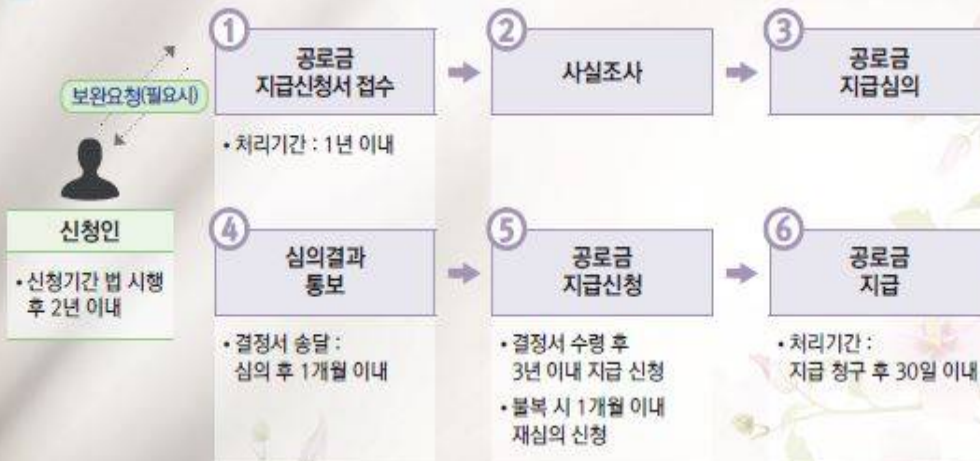 보완요청(필요시)
신청인
• 신청기간 법 시행
후 2년 이내
①
공로금
지급신청서 접수
• 처리기간 : 1년 이내
②
사실조사
③
공로금
지급심의
④
심의결과
통보
• 결정서 송달 :
심의 후 1개월 이내
⑤
공로금
지급신청
• 결정서 수령 후
3년 이내 지급 신청
• 불복 시 1개월 이내
재심의 신청
⑥
공로금
지급
• 처리기간 :
지급 청구 후 30일 이내